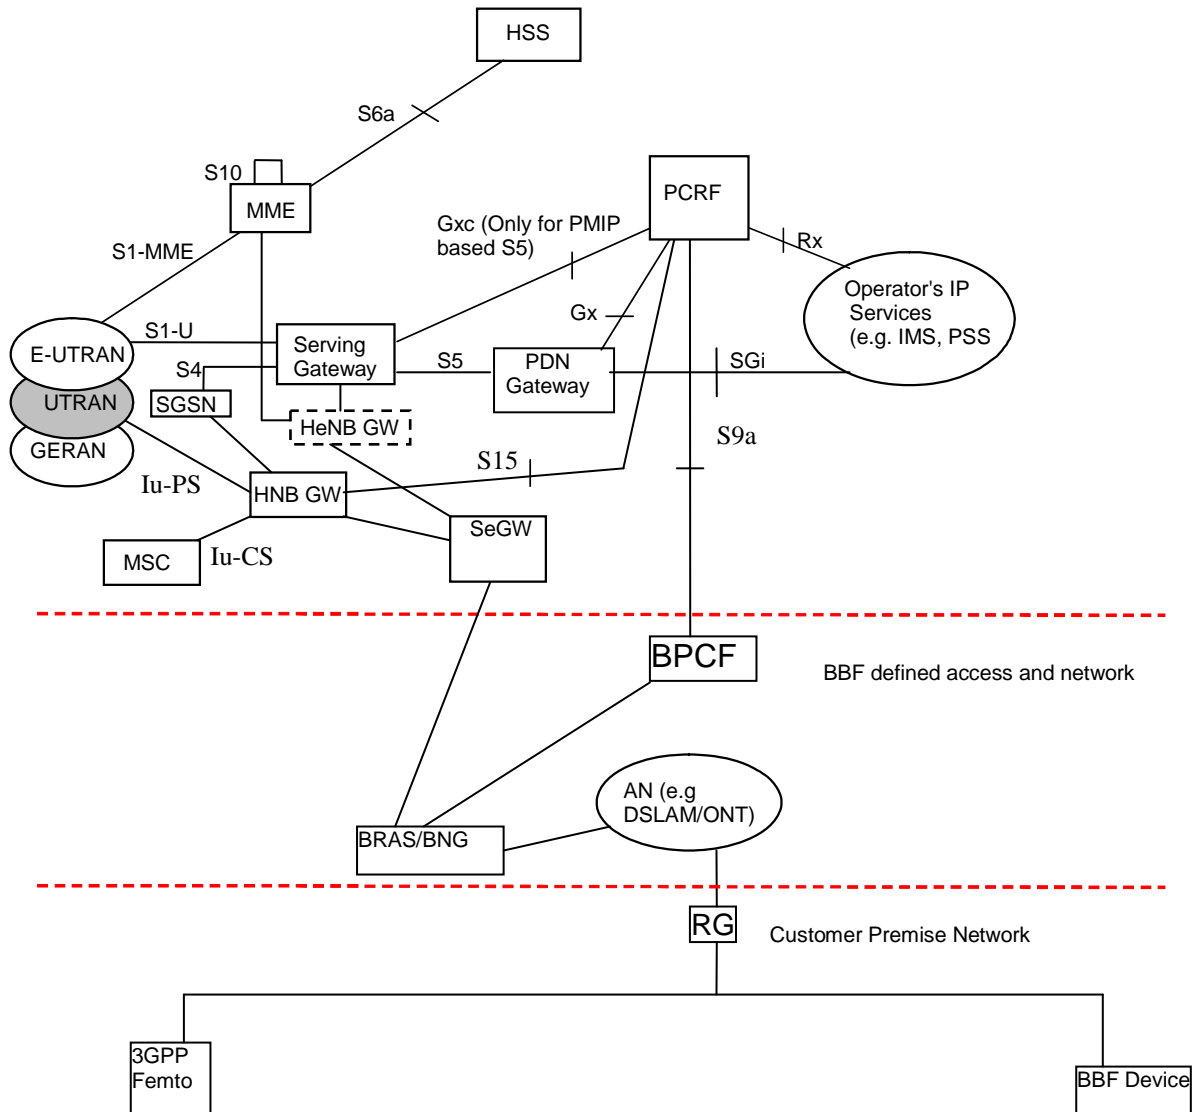 HSS
S6a
S10
MME
PCRF
Gxc (Only for PMIP
based S5)
Rx
S1-MME
Operator's IP
Services
(e.g. IMS, PSS
Gx
S1-U
E-UTRAN
Serving
Gateway
S4
S5
PDN
Gateway
SGi
UTRAN
SGSN
HeNB GW
S9a
GERAN
S15
Iu-PS
HNB GW
SeGW
MSC
Iu-CS
BPCF
BBF defined access and network
AN (e.g
DSLAM/ONT)
BRAS/BNG
RG
Customer Premise Network
3GPP
Femto
BBF Device